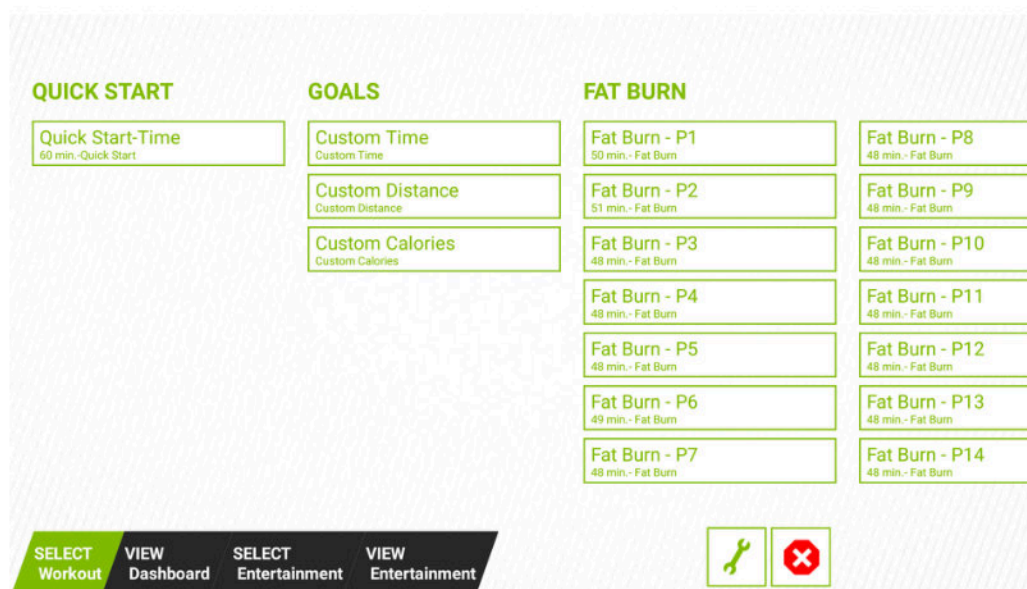 QUICK START
Quick Start-Time
60 min.-Quick Start
GOALS
Custom Time
Custom Time
Custom Distance
Custom Distance
Custom Calories
Custom Calories
FAT BURN
Fat Burn - P1
50 min.- Fat Burn
Fat Burn - P2
51 min.- Fat Burn
Fat Burn - P3
48 min.- Fat Burn
Fat Burn - P4
48 min.- Fat Burn
Fat Burn - P5
48 min.- Fat Burn
Fat Burn - P6
49 min.- Fat Burn
Fat Burn - P7
48 min.- Fat Burn
Fat Burn - P8
48 min.- Fat Burn
Fat Burn - P9
48 min.- Fat Burn
Fat Burn - P10
48 min.- Fat Burn
Fat Burn - P11
48 min.- Fat Burn
Fat Burn - P12
48 min.- Fat Burn
Fat Burn - P13
48 min.- Fat Burn
Fat Burn - P14
48 min.- Fat Burn
SELECT
Workout
VIEW
Dashboard
SELECT
Entertainment
VIEW
Entertainment